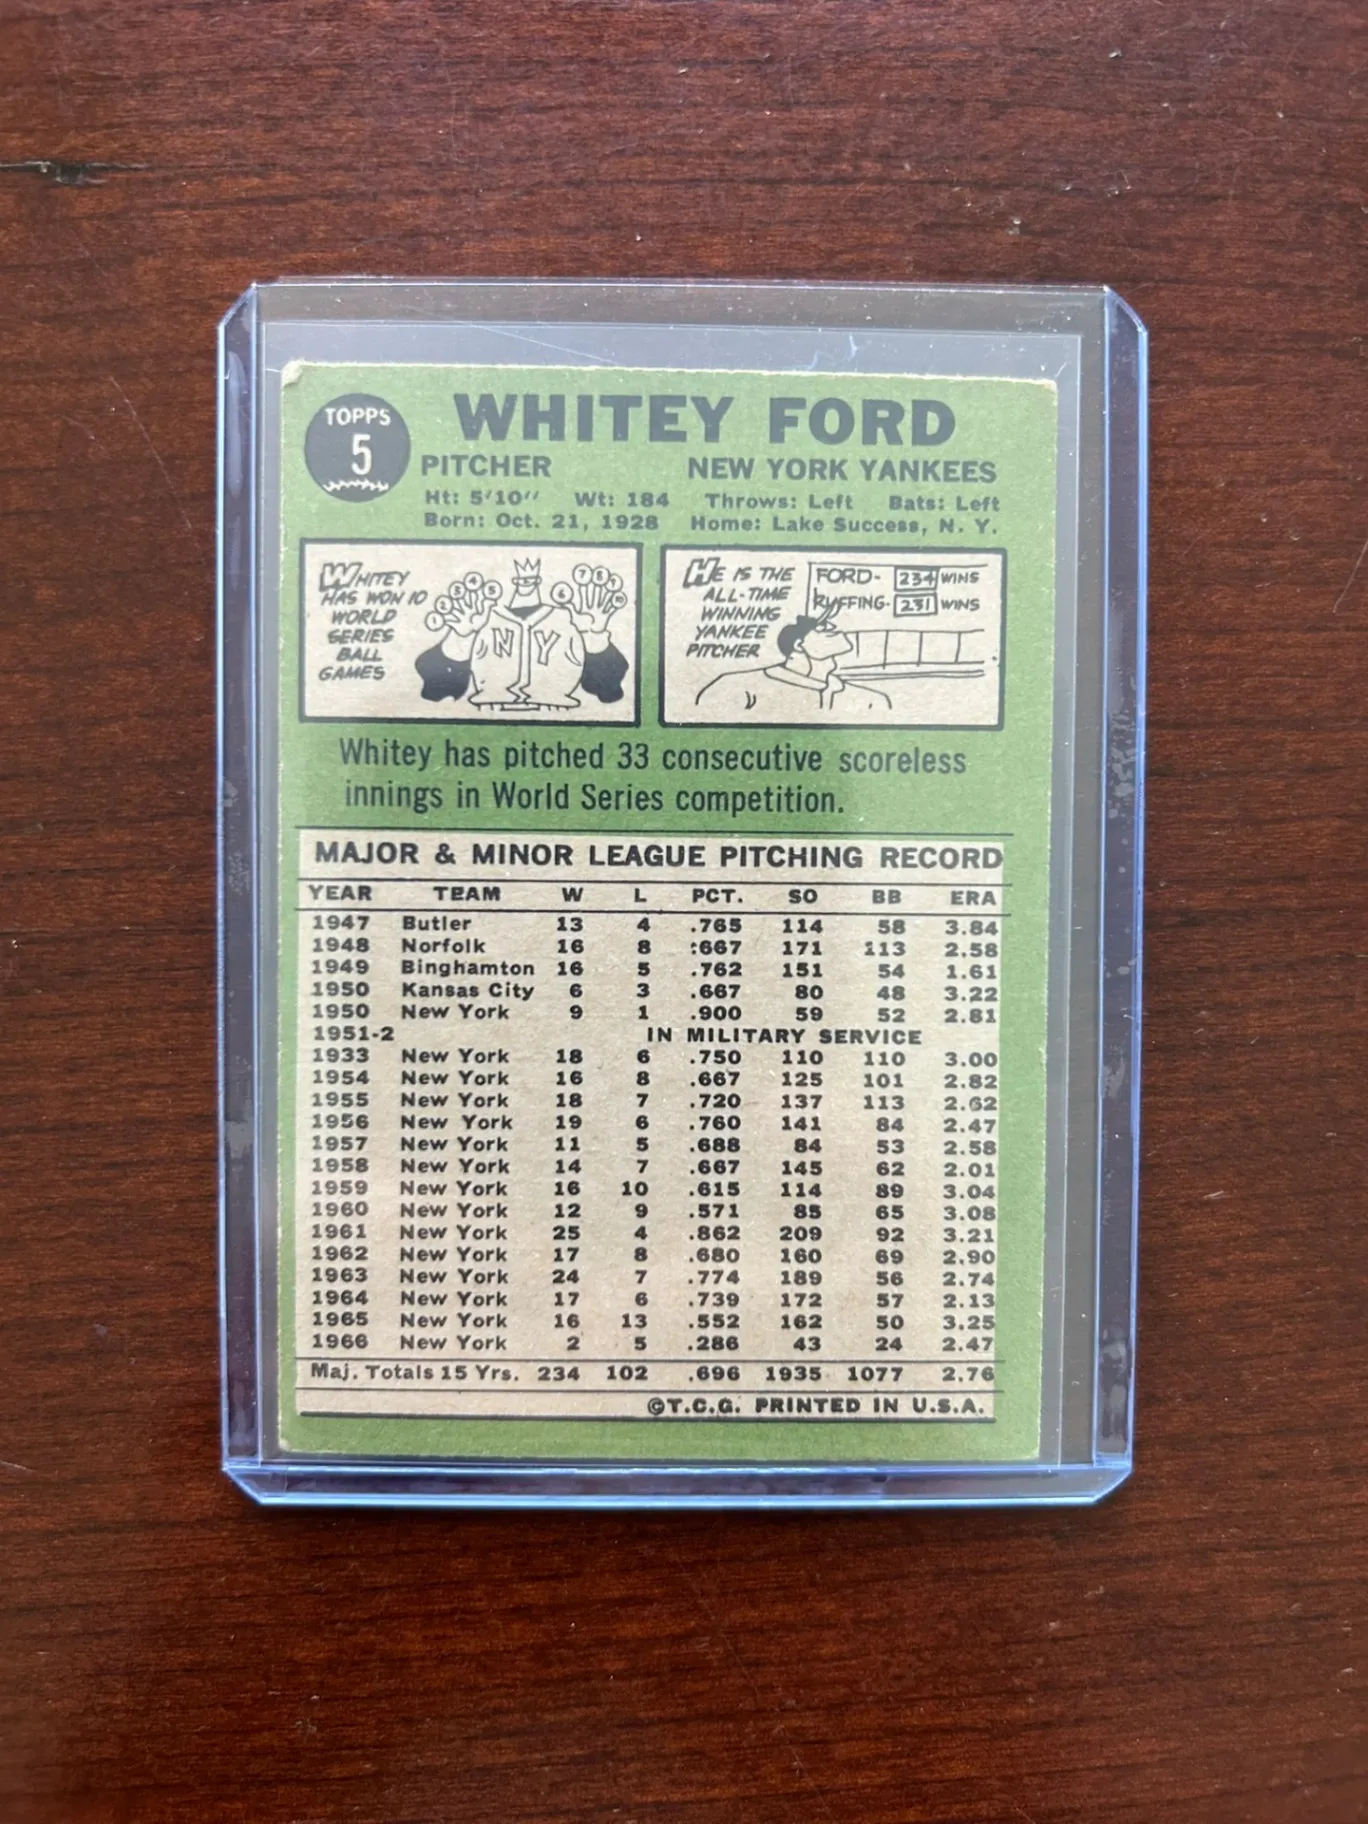 TOPPS
5
WHITEY FORD
PITCHER NEW YORK YANKEES
Ht: 5'10" Wt: 184 Throws: Left Bats: Left
Born: Oct. 21, 1928 Home: Lake Success, N. Y.
WHITEY
HAS WON 10
WORLD
SERIES
BALL
GAMES
1 2 3 4 5 6 7 8 9 10
NY
HE IS THE
ALL-TIME
WINNING
YANKEE
PITCHER
FORD- 234 WINS
RUFFING- 231 WINS
Whitey has pitched 33 consecutive scoreless
innings in World Series competition.
MAJOR & MINOR LEAGUE PITCHING RECORD
YEAR TEAM W L PCT. SO BB ERA
1947 Butler 13 4 .765 114 58 3.84
1948 Norfolk 16 8 :667 171 113 2.58
1949 Binghamton 16 5 .762 151 54 1.61
1950 Kansas City 6 3 .667 80 48 3.22
1950 New York 9 1 .900 59 52 2.81
1951-2 IN MILITARY SERVICE
1933 New York 18 6 .750 110 110 3.00
1954 New York 16 8 .667 125 101 2.82
1955 New York 18 7 .720 137 113 2.62
1956 New York 19 6 .760 141 84 2.47
1957 New York 11 5 .688 84 53 2.58
1958 New York 14 7 .667 145 62 2.01
1959 New York 16 10 .615 114 89 3.04
1960 New York 12 9 .571 85 65 3.08
1961 New York 25 4 .862 209 92 3.21
1962 New York 17 8 .680 160 69 2.90
1963 New York 24 7 .774 189 56 2.74
1964 New York 17 6 .739 172 57 2.13
1965 New York 16 13 .552 162 50 3.25
1966 New York 2 5 .286 43 24 2.47
Maj. Totals 15 Yrs. 234 102 .696 1935 1077 2.76
©T.C.G. PRINTED IN U.S.A.